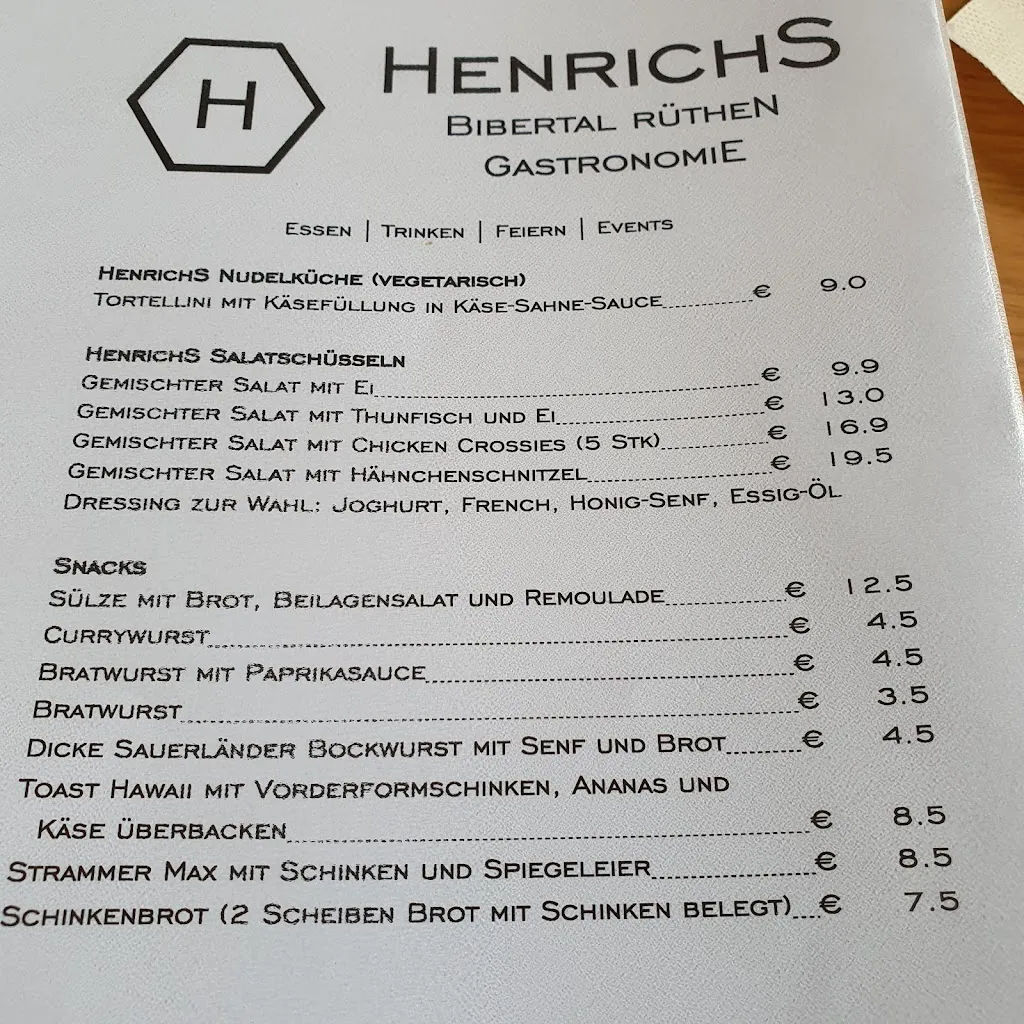 H
HENRICHS
BIBERTAL RÜTHEN
GASTRONOMIE
ESSEN | TRINKEN | FEIERN | EVENTS
HENRICHS NUDELKÜCHE (VEGETARISCH)
TORTELLINI MIT KÄSEFÜLLUNG IN KÄSE-SAHNE-SAUCE € 9.0
HENRICHS SALATSCHÜSSELN
GEMISCHTER SALAT MIT EI € 9.9
GEMISCHTER SALAT MIT THUNFISCH UND EI € 13.0
GEMISCHTER SALAT MIT CHICKEN CROSSIES (5 STK) € 16.9
GEMISCHTER SALAT MIT HÄHNCHENSCHNITZEL € 19.5
DRESSING ZUR WAHL: JOGHURT, FRENCH, HONIG-SENF, ESSIG-ÖL
SNACKS
SÜLZE MIT BROT, BEILAGENSALAT UND REMOULADE € 12.5
CURRYWURST € 4.5
BRATWURST MIT PAPRIKASAUCE € 4.5
BRATWURST € 3.5
DICKE SAUERLÄNDER BOCKWURST MIT SENF UND BROT € 4.5
TOAST HAWAII MIT VORDERFORMSCHINKEN, ANANAS UND
KÄSE ÜBERBACKEN € 8.5
STRAMMER MAX MIT SCHINKEN UND SPIEGELEIER € 8.5
SCHINKENBROT (2 SCHEIBEN BROT MIT SCHINKEN BELEGT) € 7.5